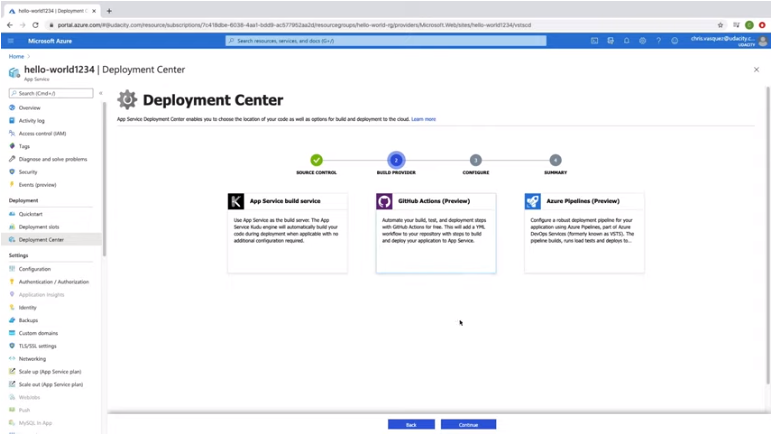 hello-world1234 | Deployment C
portal.azure.com/#@udacity.com/resource/subscriptions/7c418dbe-6038-4aa1-bdd9-ac577952aa2d/resourcegroups/hello-world-rg/providers/Microsoft.Web/sites/hello-world1234/vstscd
Microsoft Azure
Search resources, services, and docs (G+/)
chris.vasquez@udacity.c...
UDACITY
Home
hello-world1234 | Deployment Center
App Service
Search (Cmd+/)
Overview
Activity log
Access control (IAM)
Tags
Diagnose and solve problems
Security
Events (preview)
Deployment
Quickstart
Deployment slots
Deployment Center
Settings
Configuration
Authentication / Authorization
Application Insights
Identity
Backups
Custom domains
TLS/SSL settings
Networking
Scale up (App Service plan)
Scale out (App Service plan)
WebJobs
Push
MySQL In App
Deployment Center
App Service Deployment Center enables you to choose the location of your code as well as options for build and deployment to the cloud. Learn more
2
3
4
SOURCE CONTROL
BUILD PROVIDER
CONFIGURE
SUMMARY
App Service build service
Use App Service as the build server. The App
Service Kudu engine will automatically build your
code during deployment when applicable with no
additional configuration required.
GitHub Actions (Preview)
Automate your build, test, and deployment steps
with GitHub Actions for free. This will add a YML
workflow to your repository with steps to build
and deploy your application to App Service.
Azure Pipelines (Preview)
Configure a robust deployment pipeline for your
application using Azure Pipelines, part of Azure
DevOps Services (formerly known as VSTS). The
pipeline builds, runs load tests and deploys to...
Back
Continue